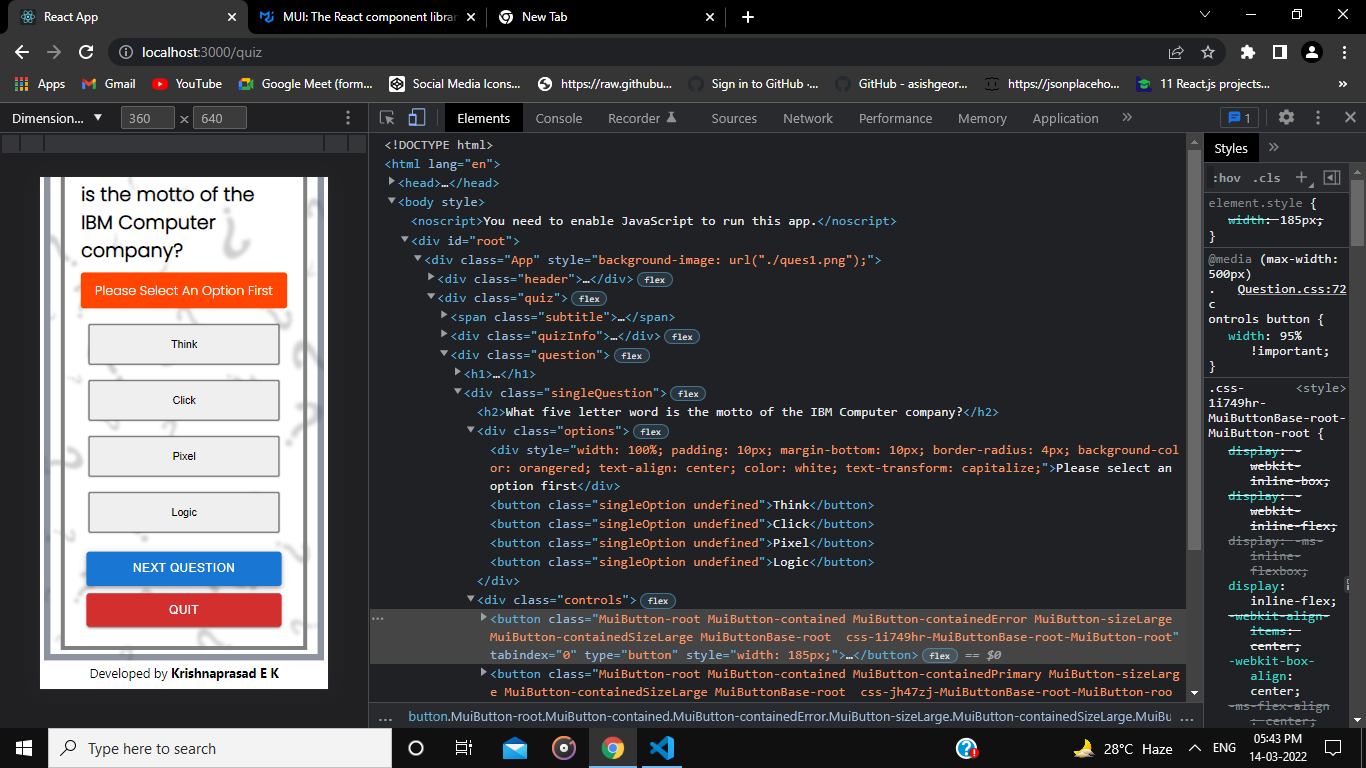 React App
MUI: The React component librar
New Tab
localhost:3000/quiz
Apps
Gmail
YouTube
Google Meet (form...
Social Media Icons...
https://raw.githubu...
Sign in to GitHub ·...
GitHub - asishgeor...
https://jsonplaceho...
11 React.js projects...
»
Dimension... ▼
360 × 640
is the motto of the
IBM Computer
company?
Please Select An Option First
Think
Click
Pixel
Logic
NEXT QUESTION
QUIT
Developed by Krishnaprasad E K
Elements
Console
Recorder
Sources
Network
Performance
Memory
Application
»
1
<!DOCTYPE html>
<html lang="en">
<head>…</head>
<body style>
<noscript>You need to enable JavaScript to run this app.</noscript>
<div id="root">
<div class="App" style="background-image: url("./ques1.png");">
<div class="header">…</div> flex
<div class="quiz"> flex
<span class="subtitle">…</span>
<div class="quizInfo">…</div> flex
<div class="question"> flex
<h1>…</h1>
<div class="singleQuestion"> flex
<h2>What five letter word is the motto of the IBM Computer company?</h2>
<div class="options"> flex
<div style="width: 100%; padding: 10px; margin-bottom: 10px; border-radius: 4px; background-col
or: orangered; text-align: center; color: white; text-transform: capitalize;">Please select an
option first</div>
<button class="singleOption undefined">Think</button>
<button class="singleOption undefined">Click</button>
<button class="singleOption undefined">Pixel</button>
<button class="singleOption undefined">Logic</button>
</div>
<div class="controls"> flex
<button class="MuiButton-root MuiButton-contained MuiButton-containedError MuiButton-sizeLarge
MuiButton-containedSizeLarge MuiButtonBase-root  css-1i749hr-MuiButtonBase-root-MuiButton-root"
tabindex="0" type="button" style="width: 185px;">…</button> flex == $0
<button class="MuiButton-root MuiButton-contained MuiButton-containedPrimary MuiButton-sizeLarg
e MuiButton-containedSizeLarge MuiButtonBase-root  css-jh47zj-MuiButtonBase-root-MuiButton-roo
... button.MuiButton-root.MuiButton-contained.MuiButton-containedError.MuiButton-sizeLarge.MuiButton-containedSizeLarge.MuiBu ...
Styles
»
:hov .cls +
element.style {
width: 185px;
}
@media (max-width:
500px)
. Question.css:72
c
ontrols button {
width: 95%
!important;
}
.css- <style>
1i749hr-
MuiButtonBase-root-
MuiButton-root {
display: -
webkit-
inline-box;
display: -
webkit-
inline-flex;
display: -ms-
inline-
flexbox;
display:
inline-flex;
-webkit-align-
items:
center;
-webkit-box-
align:
center;
-ms-flex-align
: center;
Type here to search
28°C Haze
ENG
05:43 PM
14-03-2022